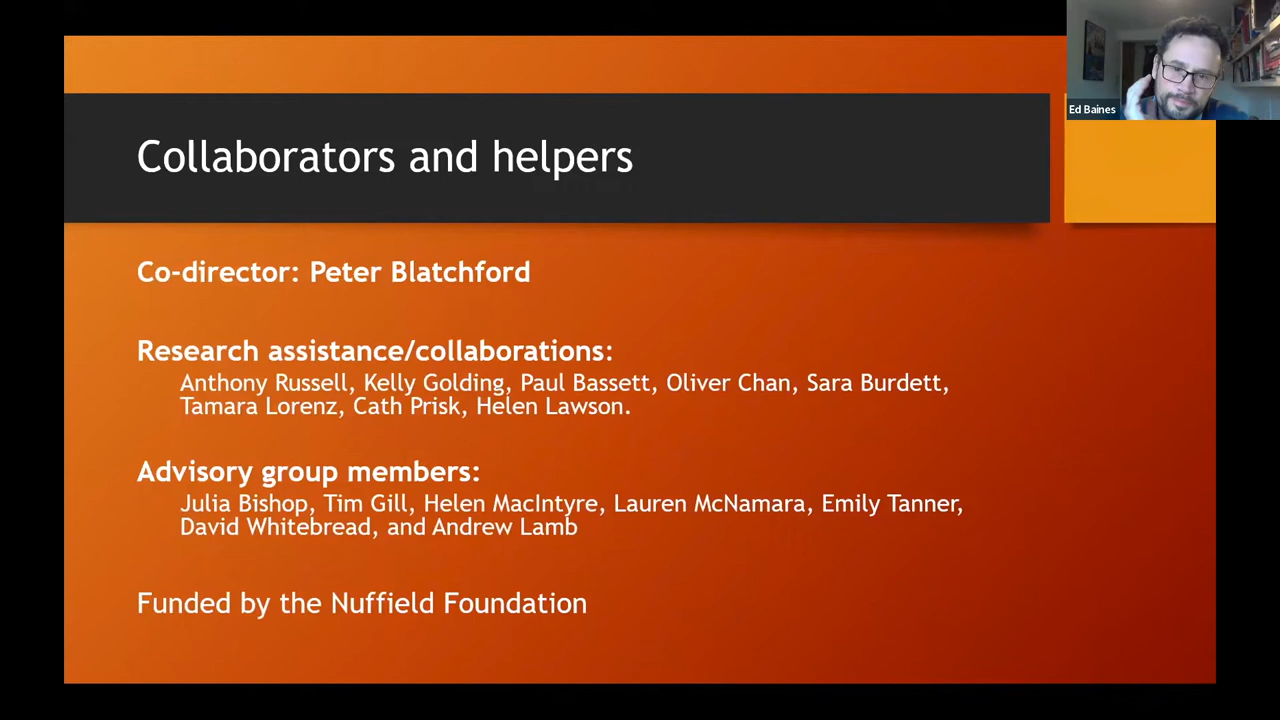 Ed Baines
Collaborators and helpers
Co-director: Peter Blatchford
Research assistance/collaborations:
Anthony Russell, Kelly Golding, Paul Bassett, Oliver Chan, Sara Burdett,
Tamara Lorenz, Cath Prisk, Helen Lawson.
Advisory group members:
Julia Bishop, Tim Gill, Helen MacIntyre, Lauren McNamara, Emily Tanner,
David Whitebread, and Andrew Lamb
Funded by the Nuffield Foundation